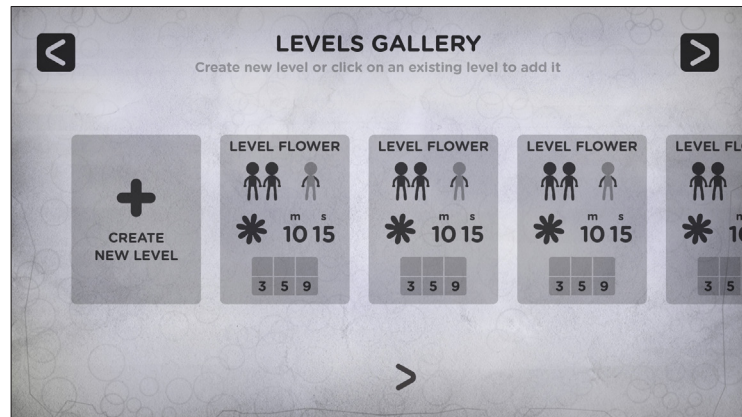 LEVELS GALLERY
Create new level or click on an existing level to add it
CREATE
NEW LEVEL
LEVEL FLOWER
m s
10 15
3 5 9
LEVEL FLOWER
m s
10 15
3 5 9
LEVEL FLOWER
m s
10 15
3 5 9
LEVEL
m
3 5